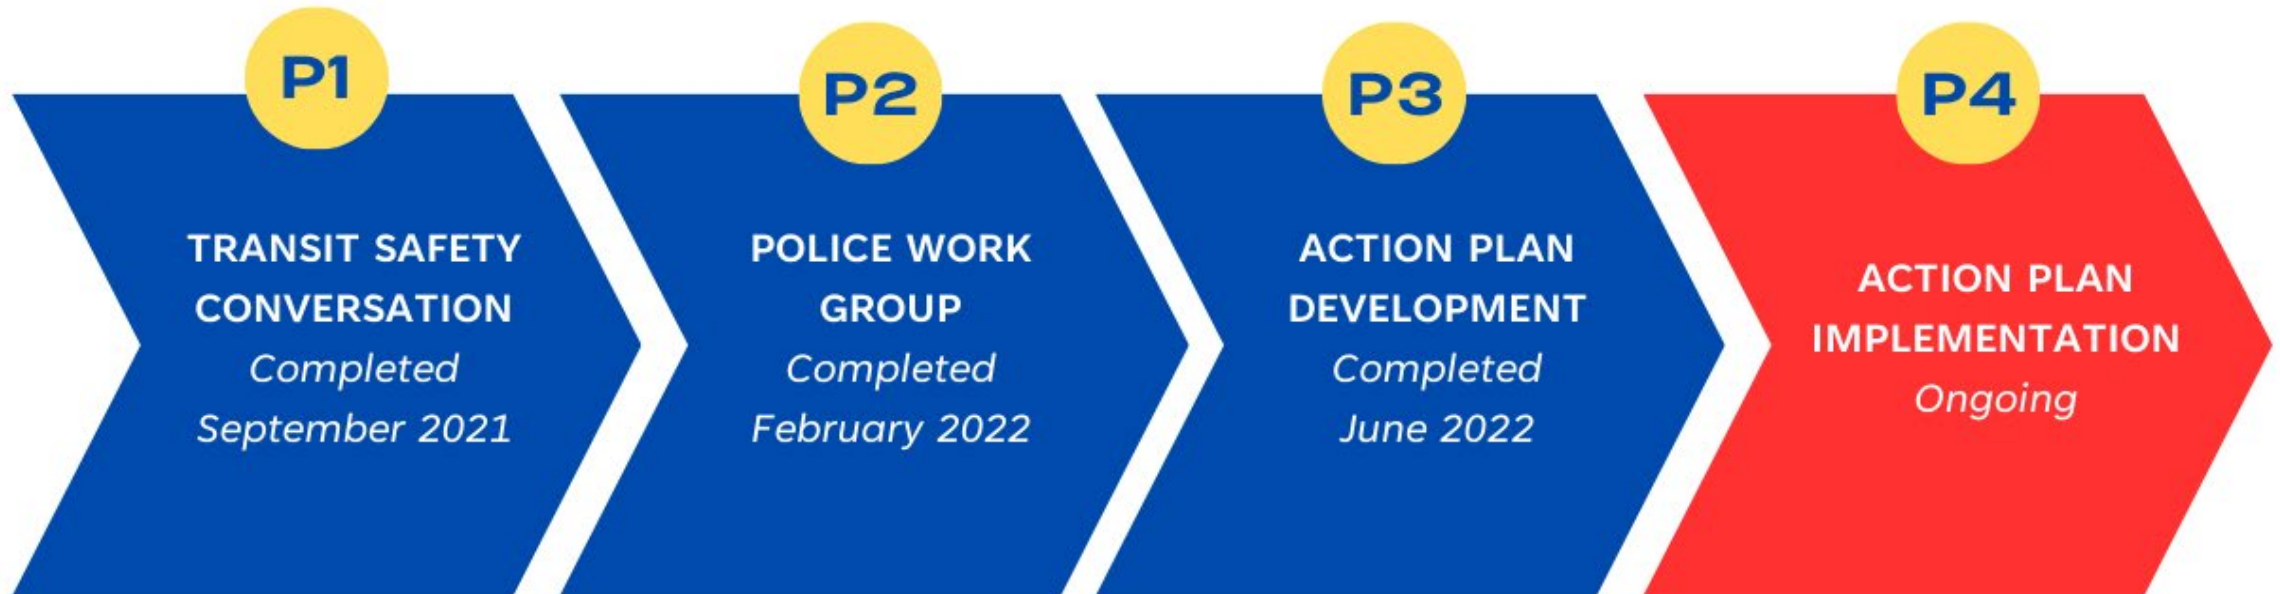 P1
TRANSIT SAFETY
CONVERSATION
Completed
September 2021
P2
POLICE WORK
GROUP
Completed
February 2022
P3
ACTION PLAN
DEVELOPMENT
Completed
June 2022
P4
ACTION PLAN
IMPLEMENTATION
Ongoing